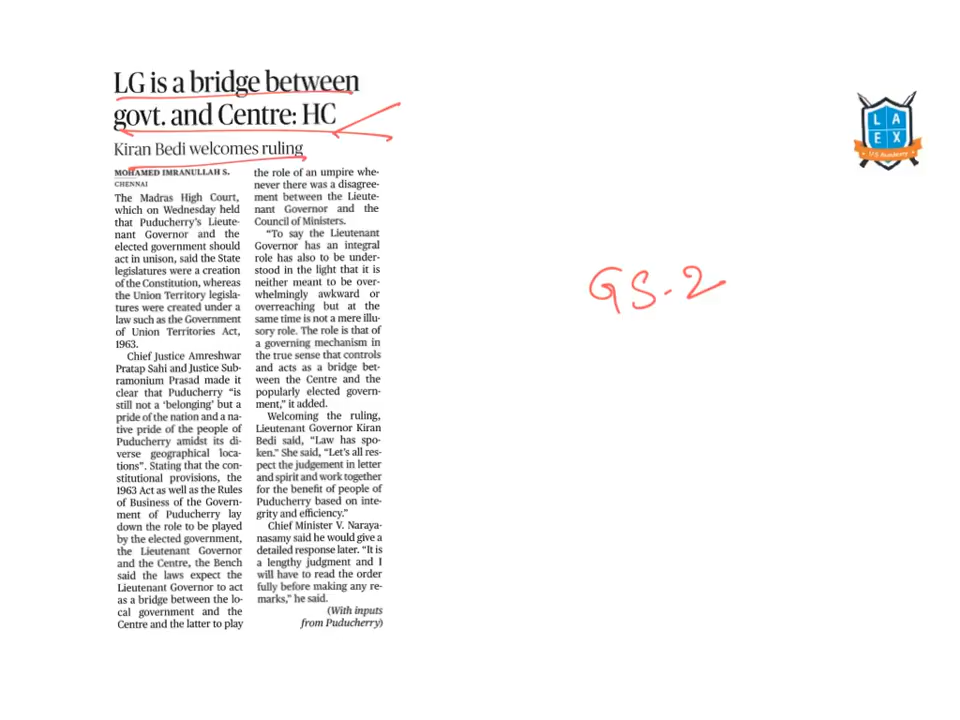 LG is a bridge between
govt. and Centre: HC
Kiran Bedi welcomes ruling
MOHAMED IMRANULLAH S.
CHENNAI
The Madras High Court,
which on Wednesday held
that Puducherry's Lieute-
nant Governor and the
elected government should
act in unison, said the State
legislatures were a creation
of the Constitution, whereas
the Union Territory legisla-
tures were created under a
law such as the Government
of Union Territories Act,
1963.
Chief Justice Amreshwar
Pratap Sahi and Justice Sub-
ramonium Prasad made it
clear that Puducherry "is
still not a 'belonging' but a
pride of the nation and a na-
tive pride of the people of
Puducherry amidst its di-
verse geographical loca-
tions". Stating that the con-
stitutional provisions, the
1963 Act as well as the Rules
of Business of the Govern-
ment of Puducherry lay
down the role to be played
by the elected government,
the Lieutenant Governor
and the Centre, the Bench
said the laws expect the
Lieutenant Governor to act
as a bridge between the lo-
cal government and the
Centre and the latter to play
the role of an umpire whe-
never there was a disagree-
ment between the Lieute-
nant Governor and the
Council of Ministers.
"To say the Lieutenant
Governor has an integral
role has also to be under-
stood in the light that it is
neither meant to be over-
whelmingly awkward or
overreaching but at the
same time is not a mere illu-
sory role. The role is that of
a governing mechanism in
the true sense that controls
and acts as a bridge bet-
ween the Centre and the
popularly elected govern-
ment," it added.
Welcoming the ruling,
Lieutenant Governor Kiran
Bedi said, "Law has spo-
ken." She said, "Let's all res-
pect the judgement in letter
and spirit and work together
for the benefit of people of
Puducherry based on inte-
grity and efficiency."
Chief Minister V. Naraya-
nasamy said he would give a
detailed response later. "It is
a lengthy judgment and I
will have to read the order
fully before making any re-
marks," he said.
(With inputs
from Puducherry)
GS-2
L A
E X